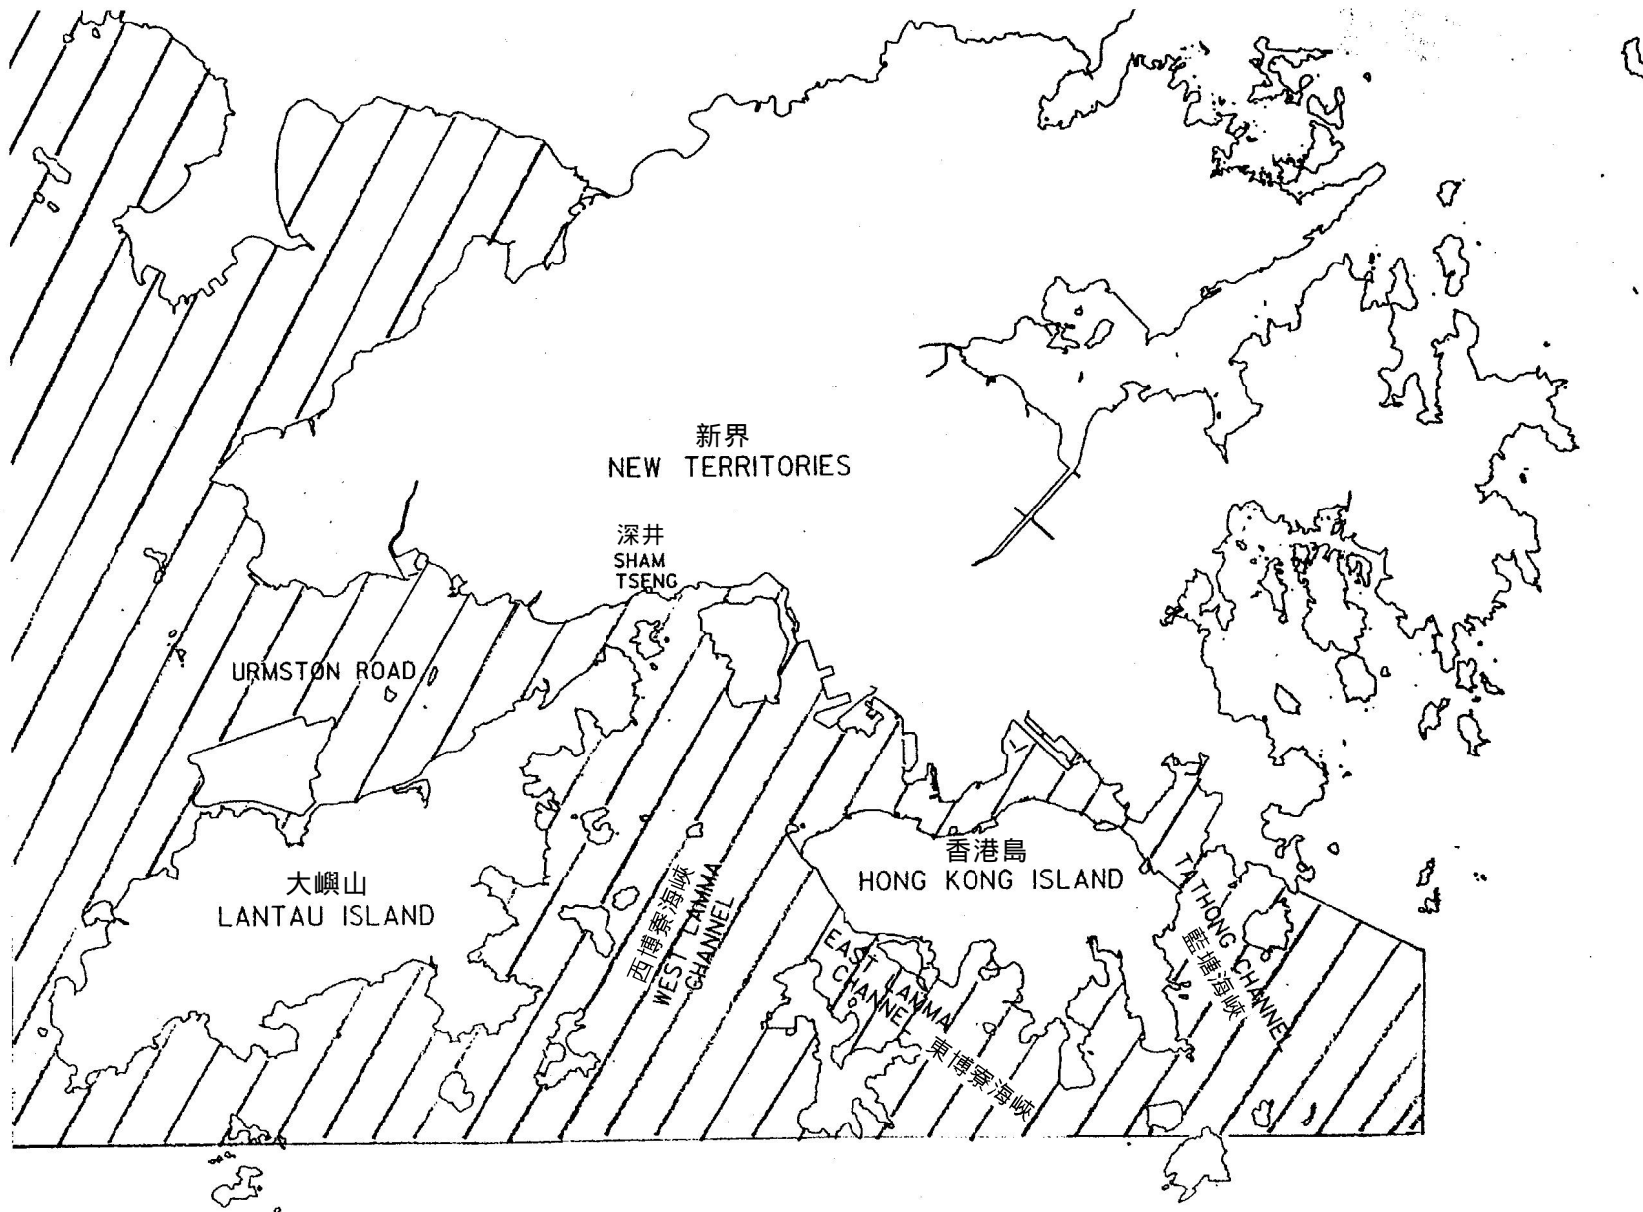 新界
NEW TERRITORIES
深井
SHAM
TSENG
URMSTON ROAD
香港島
HONG KONG ISLAND
大嶼山
LANTAU ISLAND
西博寮海峽
WEST LAMMA
CHANNEL
EAST LAMMA
CHANNEL
東博寮海峽
TATHONG CHANNEL
藍塘海峽